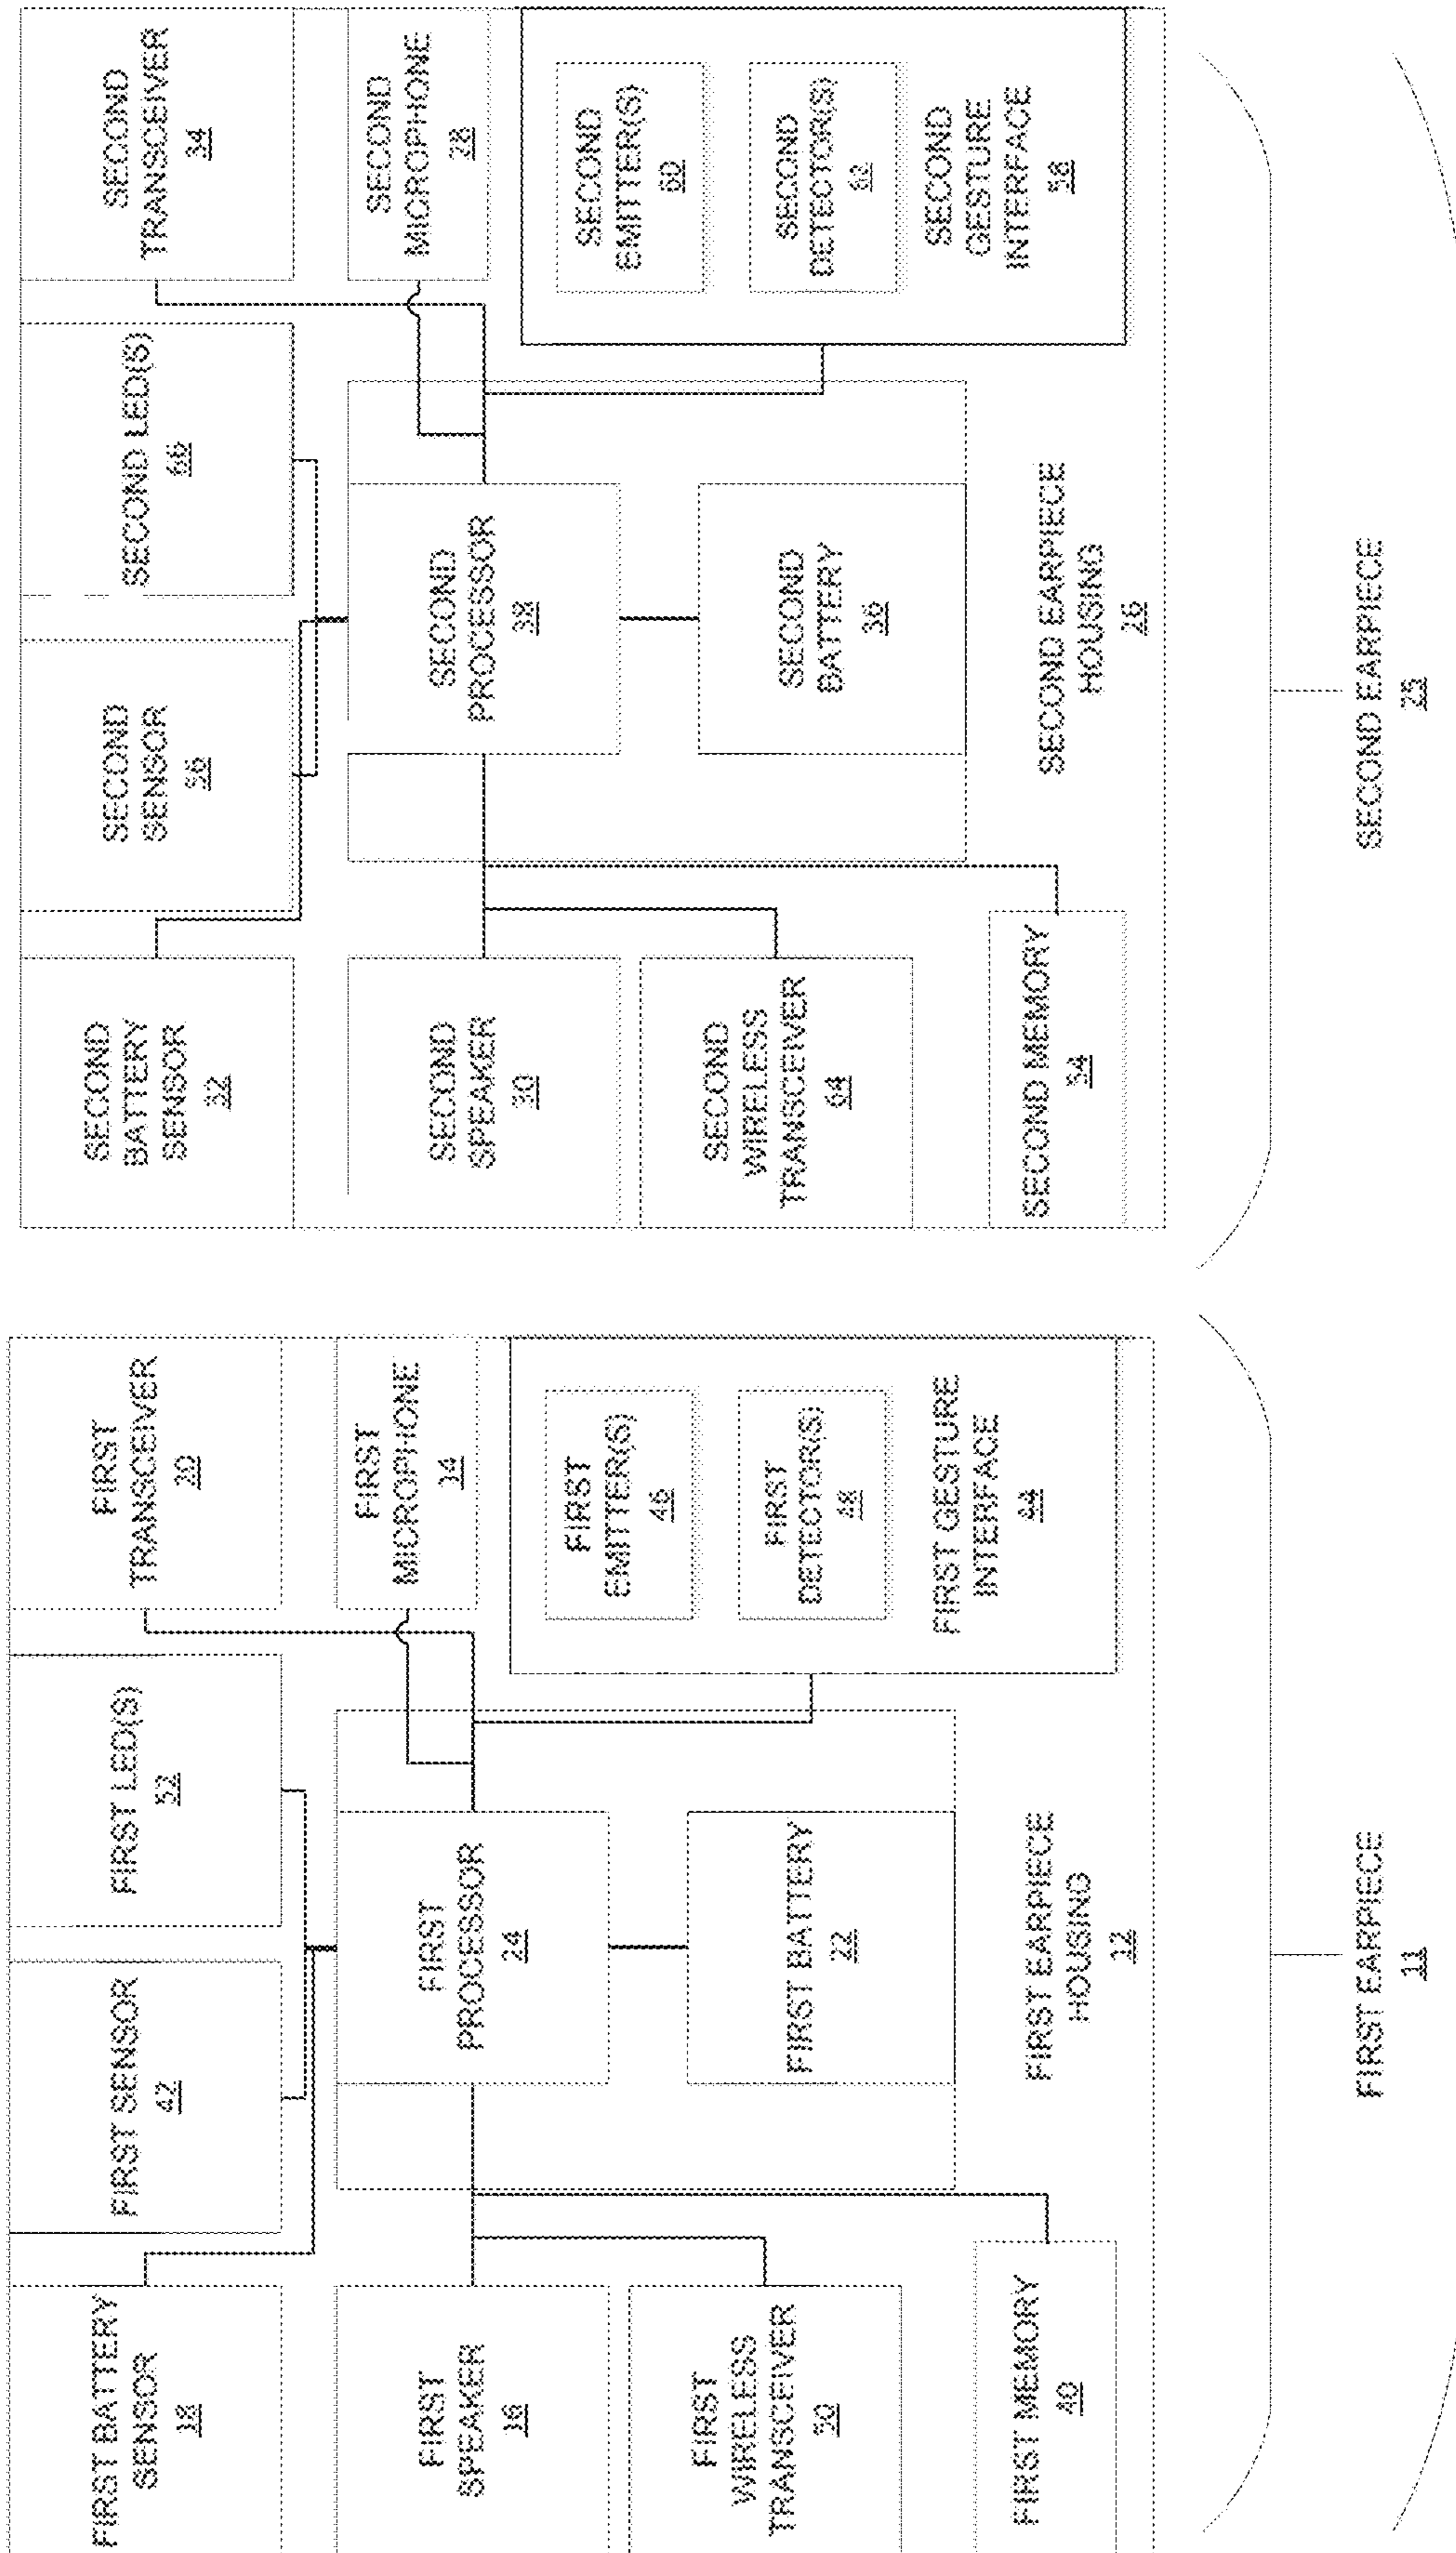 FIRST BATTERY
SENSOR
18
FIRST SENSOR
42
FIRST LED(S)
52
FIRST
TRANSCEIVER
20
FIRST
SPEAKER
16
FIRST
PROCESSOR
24
FIRST
MICROPHONE
14
FIRST
WIRELESS
TRANSCEIVER
50
FIRST BATTERY
22
FIRST
EMITTER(S)
46
FIRST
DETECTOR(S)
48
FIRST GESTURE
INTERFACE
44
FIRST MEMORY
40
FIRST EARPIECE
HOUSING
12
FIRST EARPIECE
11
SECOND
BATTERY
SENSOR
32
SECOND
SENSOR
56
SECOND LED(S)
66
SECOND
TRANSCEIVER
34
SECOND
SPEAKER
30
SECOND
PROCESSOR
38
SECOND
MICROPHONE
28
SECOND
WIRELESS
TRANSCEIVER
64
SECOND
BATTERY
36
SECOND
EMITTER(S)
60
SECOND
DETECTOR(S)
62
SECOND
GESTURE
INTERFACE
58
SECOND MEMORY
54
SECOND EARPIECE
HOUSING
26
SECOND EARPIECE
25